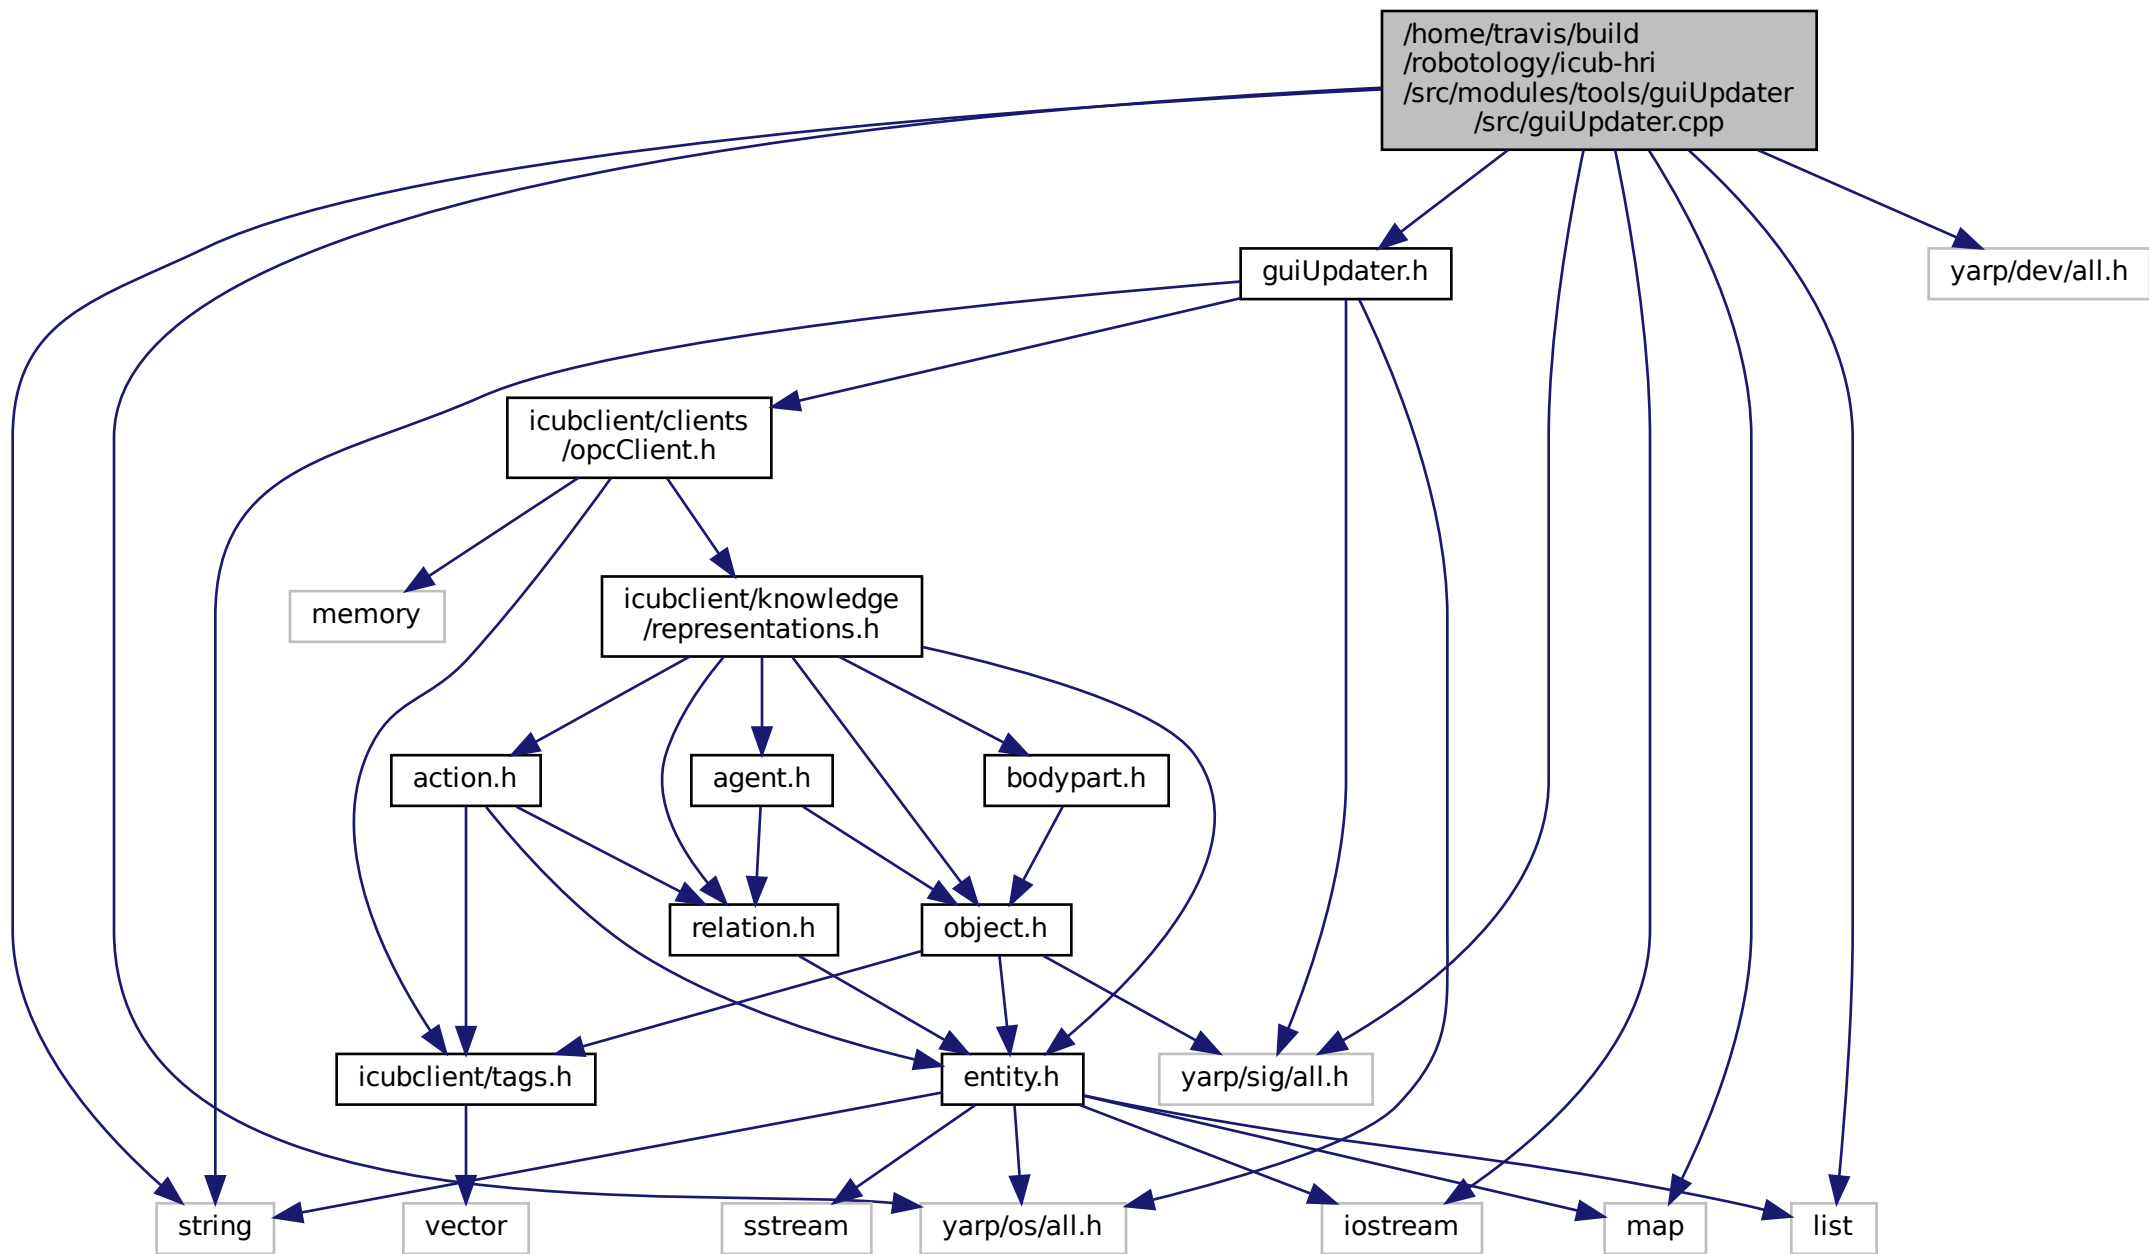 /home/travis/build
/robotology/icub-hri
/src/modules/tools/guiUpdater
/src/guiUpdater.cpp
guiUpdater.h
yarp/dev/all.h
icubclient/clients
/opcClient.h
memory
icubclient/knowledge
/representations.h
action.h
agent.h
bodypart.h
relation.h
object.h
icubclient/tags.h
entity.h
yarp/sig/all.h
string
vector
sstream
yarp/os/all.h
iostream
map
list